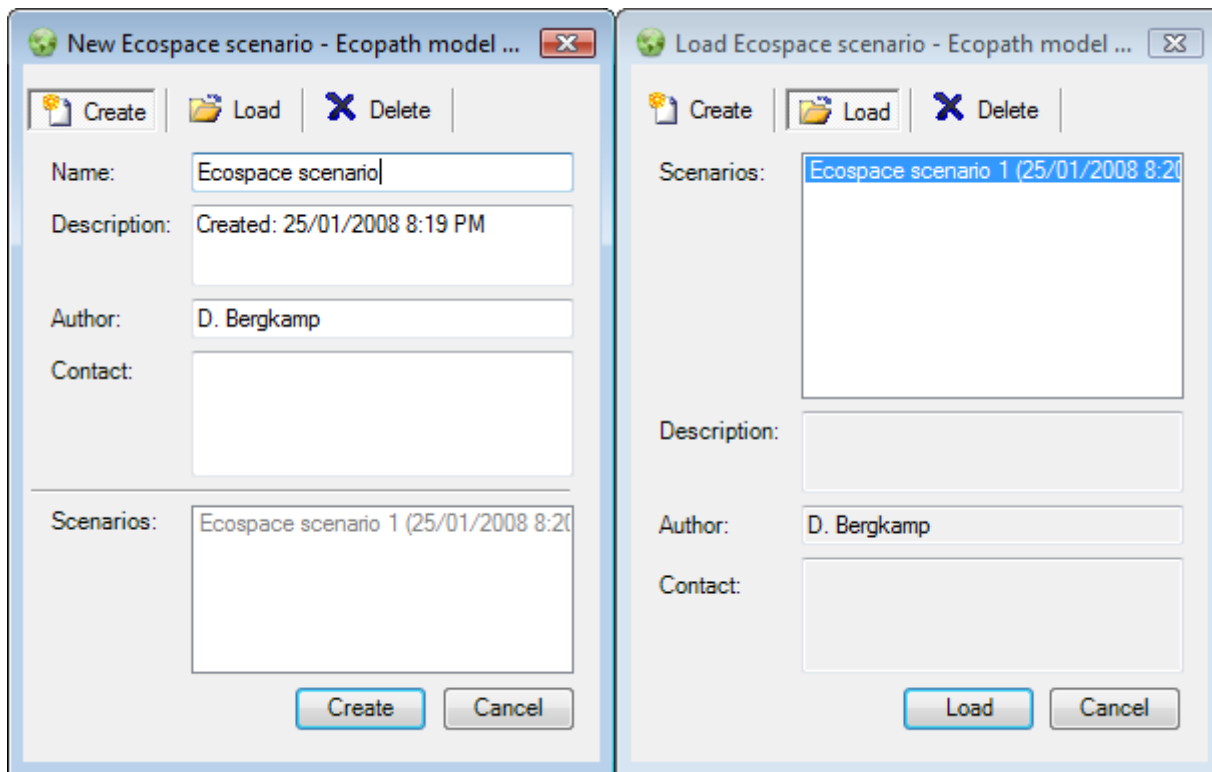 New Ecospace scenario - Ecopath model ...
Create Load Delete
Name: Ecospace scenario
Description: Created: 25/01/2008 8:19 PM
Author: D. Bergkamp
Contact:
Scenarios: Ecospace scenario 1 (25/01/2008 8:20
Create Cancel
Load Ecospace scenario - Ecopath model ...
Create Load Delete
Scenarios: Ecospace scenario 1 (25/01/2008 8:20
Description:
Author: D. Bergkamp
Contact:
Load Cancel